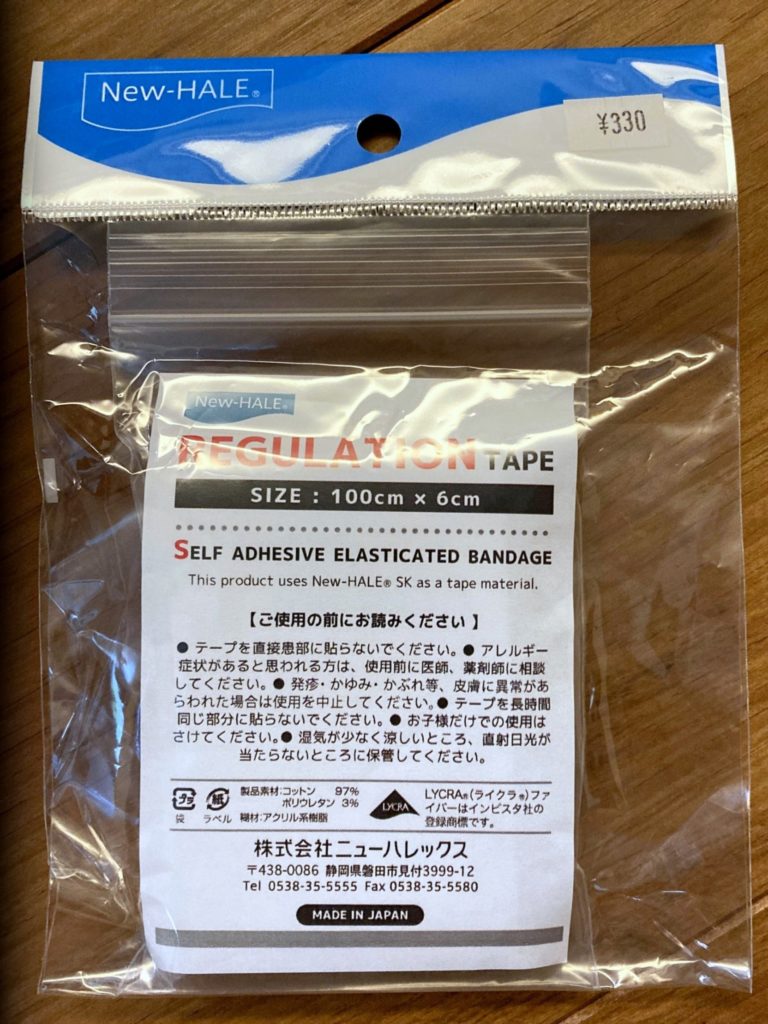 New-HALE®
¥330
New-HALE®
REGULATION TAPE
SIZE : 100cm × 6cm
SELF ADHESIVE ELASTICATED BANDAGE
This product uses New-HALE® SK as a tape material.
【ご使用の前にお読みください】
● テープを直接患部に貼らないでください。● アレルギー
症状があると思われる方は、使用前に医師、薬剤師に相談
してください。● 発疹・かゆみ・かぶれ等、皮膚に異常があ
らわれた場合は使用を中止してください。● テープを長時間
同じ部分に貼らないでください。● お子様だけでの使用は
さけてください。● 湿気が少なく涼しいところ、直射日光が
当たらないところに保管してください。
プラ
袋
紙
ラベル
製品素材:コットン 97%
ポリウレタン 3%
糊材:アクリル系樹脂
LYCRA
LYCRA®(ライクラ®)ファ
イバーはインビスタ社の
登録商標です。
株式会社ニューハレックス
〒438-0086 静岡県磐田市見付3999-12
Tel 0538-35-5555 Fax 0538-35-5580
MADE IN JAPAN